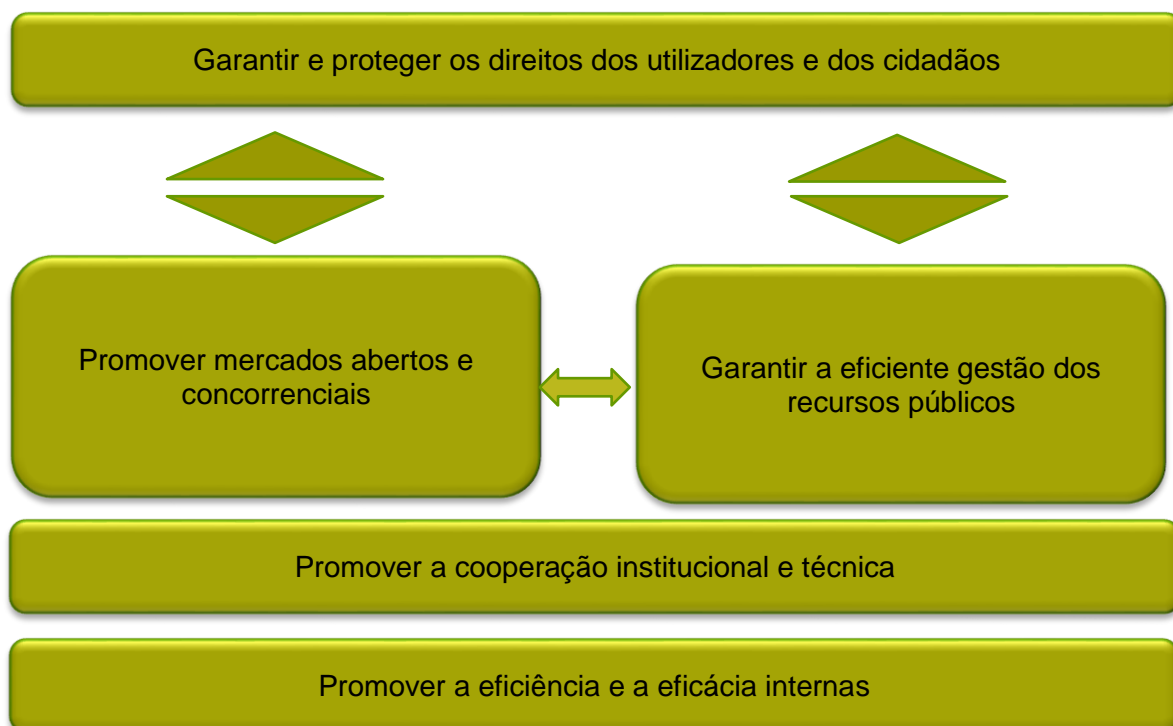 Garantir e proteger os direitos dos utilizadores e dos cidadãos
Promover mercados abertos e
concorrenciais
Garantir a eficiente gestão dos
recursos públicos
Promover a cooperação institucional e técnica
Promover a eficiência e a eficácia internas